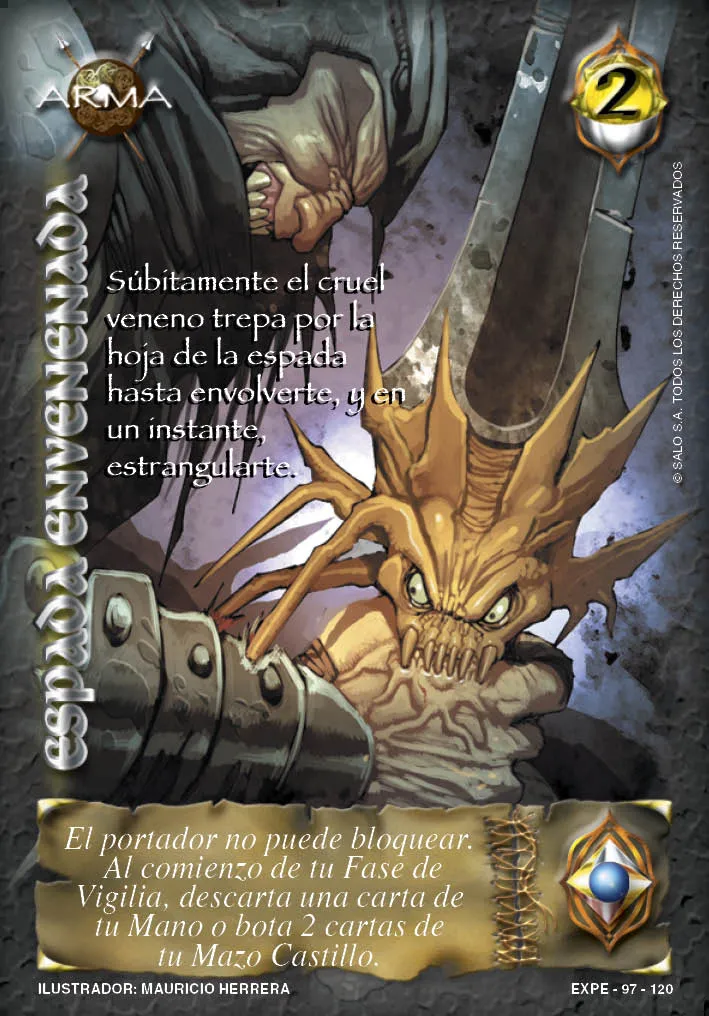 ARMA
2
ESPADA ENVENENADA
Súbitamente el cruel
veneno trepa por la
hoja de la espada
hasta envolverte, y en
un instante,
estrangularte.
© SALO S.A. TODOS LOS DERECHOS RESERVADOS
El portador no puede bloquear.
Al comienzo de tu Fase de
Vigilia, descarta una carta de
tu Mano o bota 2 cartas de
tu Mazo Castillo.
ILUSTRADOR: MAURICIO HERRERA
EXPE - 97 - 120